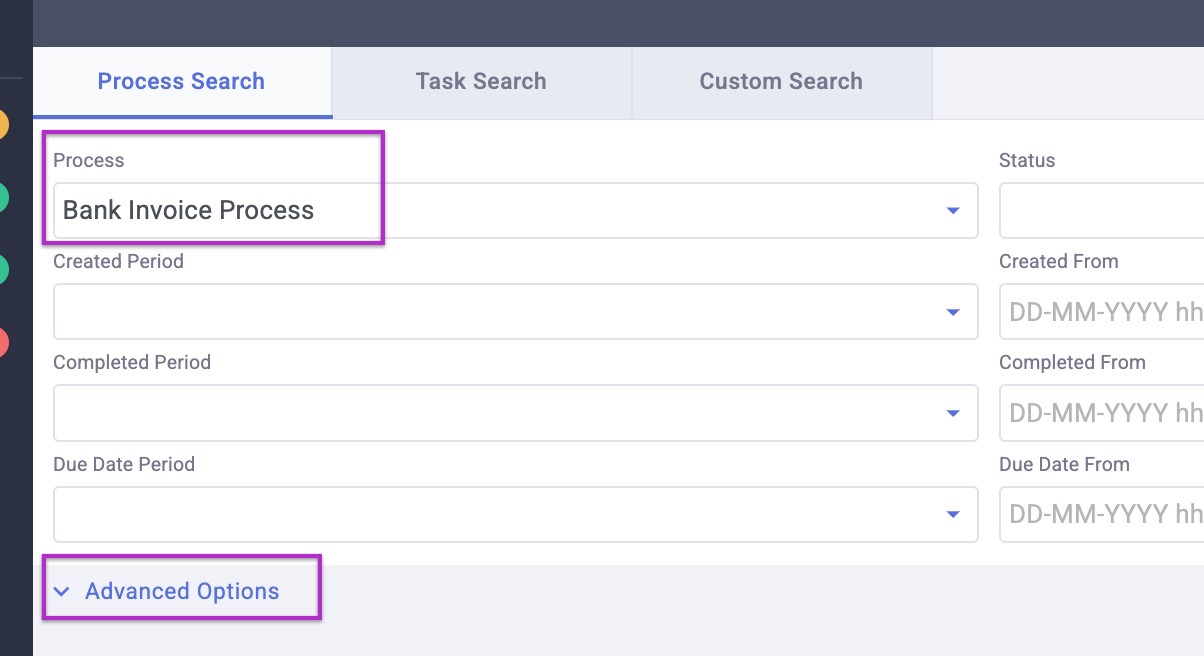 Process Search Task Search Custom Search
Process Status
Bank Invoice Process
Created Period Created From
DD-MM-YYYY hh
Completed Period Completed From
DD-MM-YYYY hh
Due Date Period Due Date From
DD-MM-YYYY hh
Advanced Options